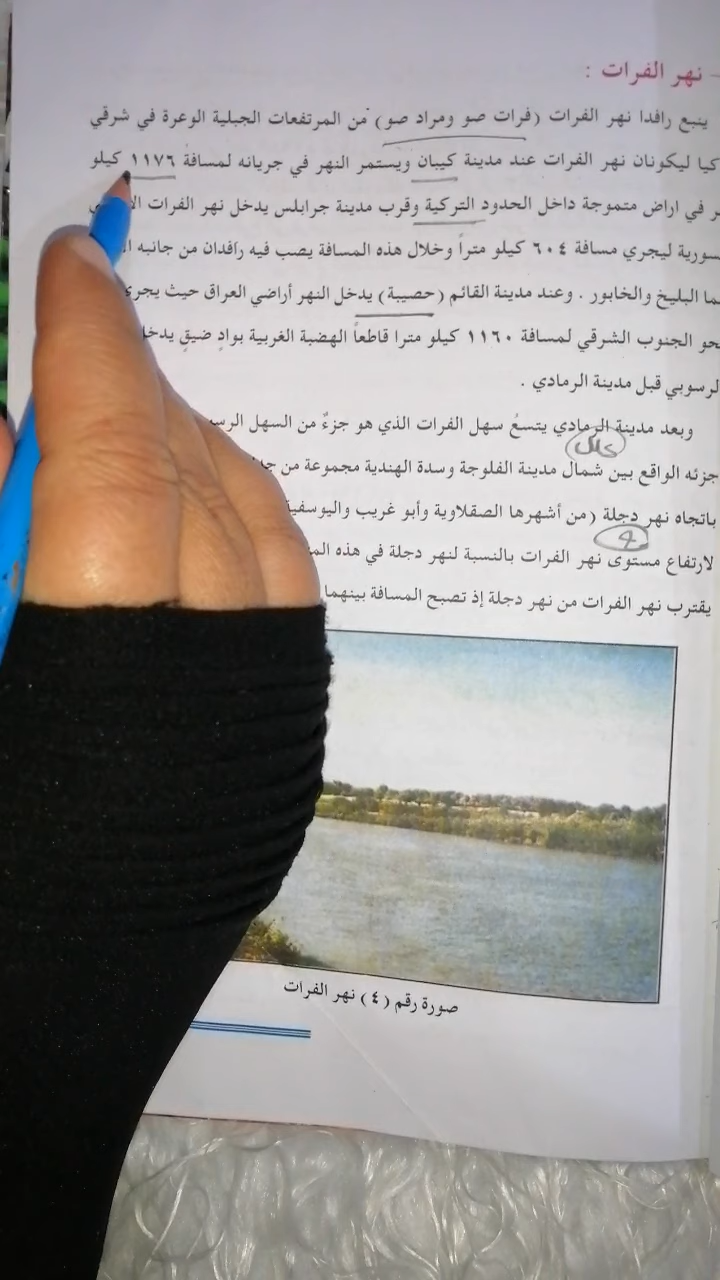 نهر الفرات :
ينبع رافدا نهر الفرات (فرات صو ومراد صو) من المرتفعات الجبلية الوعرة في شرقي
كيا ليكونان نهر الفرات عند مدينة كيبان ويستمر النهر في جريانه لمسافة ١١٧٦ كيلو
ر في اراض متموجة داخل الحدود التركية وقرب مدينة جرابلس يدخل نهر الفرات
سورية ليجري مسافة ٦٠٤ كيلو متراً وخلال هذه المسافة يصب فيه رافدان من جانبه
ما البليخ والخابور . وعند مدينة القائم (حصيبة) يدخل النهر أراضي العراق حيث يجري
حو الجنوب الشرقي لمسافة ١١٦٠ كيلو مترا قاطعاً الهضبة الغربية بوادٍ ضيقٍ يدخل
لرسوبي قبل مدينة الرمادي .
وبعد مدينة الرمادي يتسعُ سهل الفرات الذي هو جزءٌ من السهل
علل
جزئه الواقع بين شمال مدينة الفلوجة وسدة الهندية مجموعة من
باتجاه نهر دجلة (من أشهرها الصقلاوية وأبو غريب واليوسفية
لارتفاع مستوى نهر الفرات بالنسبة لنهر دجلة في هذه
يقترب نهر الفرات من نهر دجلة إذ تصبح المسافة بينهما
صورة رقم (٤) نهر الفرات